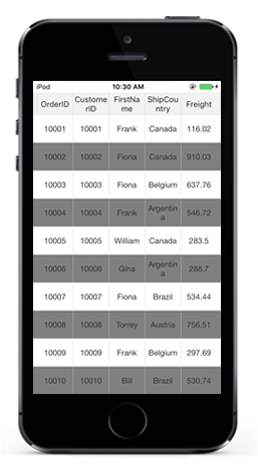 iPod 10:30 AM
OrderID CustomerID FirstName ShipCountry Freight
10001 10001 Frank Canada 116.02
10002 10002 Fiona Canada 910.03
10003 10003 Fiona Belgium 637.76
10004 10004 Frank Argentina 546.72
10005 10005 William Canada 283.5
10006 10006 Gina Argentina 288.7
10007 10007 Fiona Brazil 534.44
10008 10008 Torrey Austria 756.51
10009 10009 Frank Belgium 297.69
10010 10010 Bill Brazil 530.74